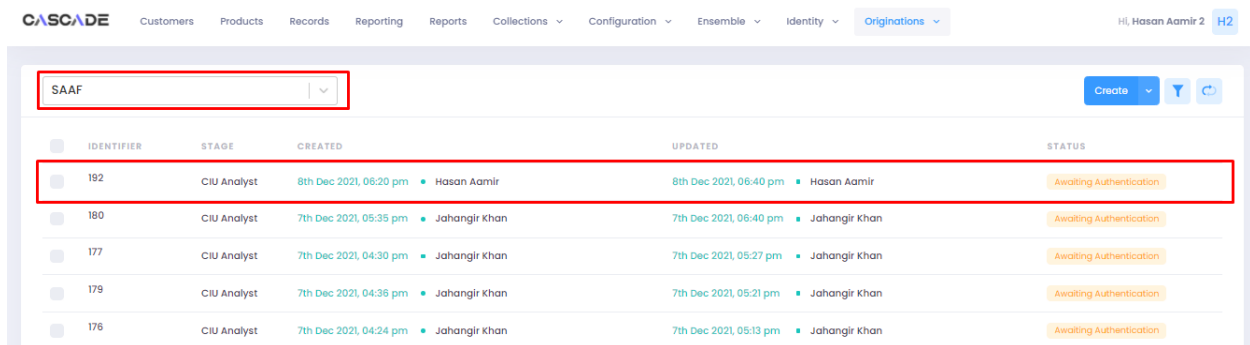 CASCADE Customers Products Records Reporting Reports Collections Configuration Ensemble Identity Originations Hi, Hasan Aamir 2 H2
SAAF Create
IDENTIFIER STAGE CREATED UPDATED STATUS
192 CIU Analyst 8th Dec 2021, 06:20 pm Hasan Aamir 8th Dec 2021, 06:40 pm Hasan Aamir Awaiting Authentication
180 CIU Analyst 7th Dec 2021, 05:35 pm Jahangir Khan 7th Dec 2021, 06:40 pm Jahangir Khan Awaiting Authentication
177 CIU Analyst 7th Dec 2021, 04:30 pm Jahangir Khan 7th Dec 2021, 05:27 pm Jahangir Khan Awaiting Authentication
179 CIU Analyst 7th Dec 2021, 04:36 pm Jahangir Khan 7th Dec 2021, 05:21 pm Jahangir Khan Awaiting Authentication
176 CIU Analyst 7th Dec 2021, 04:24 pm Jahangir Khan 7th Dec 2021, 05:13 pm Jahangir Khan Awaiting Authentication